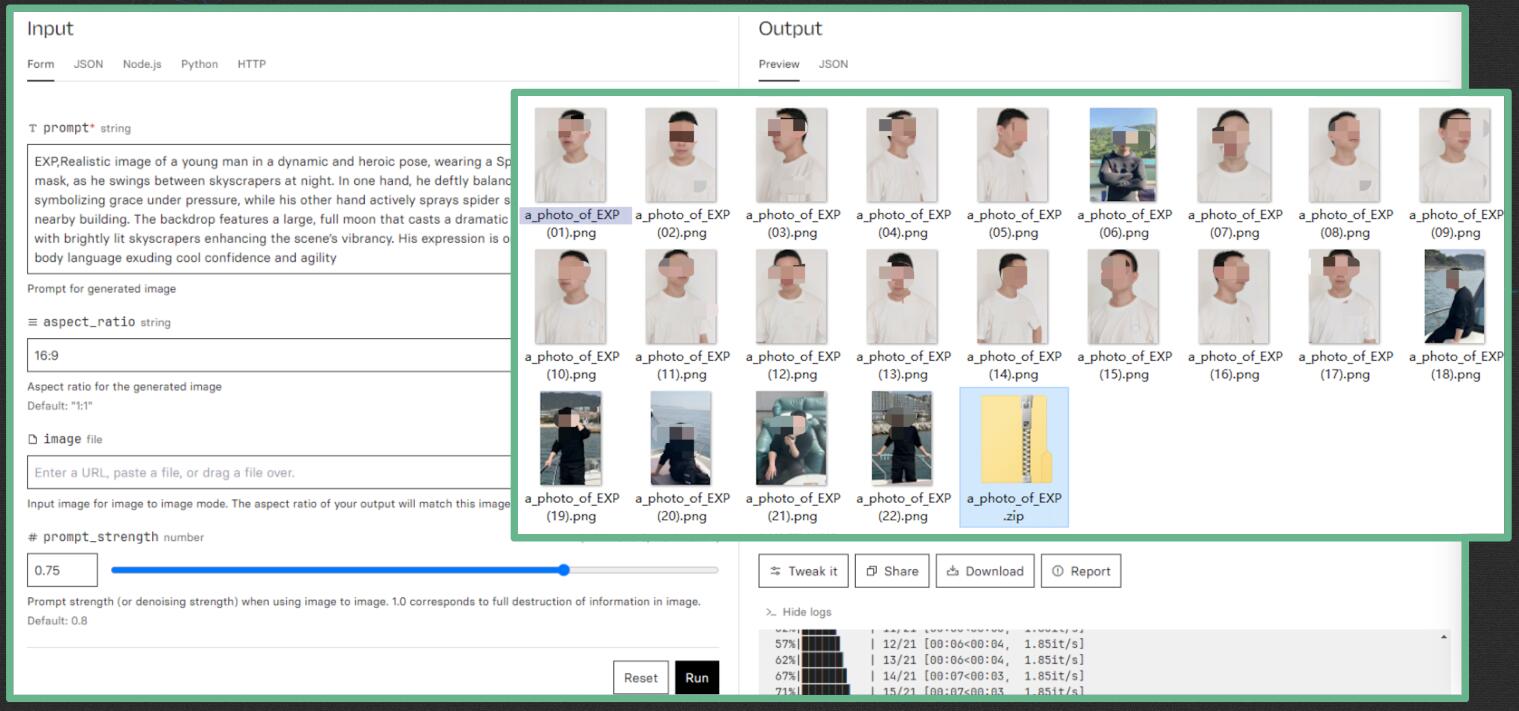 Input
Form JSON Node.js Python HTTP
prompt* string
EXP,Realistic image of a young man in a dynamic and heroic pose, wearing a Sp
mask, as he swings between skyscrapers at night. In one hand, he deftly balanc
symbolizing grace under pressure, while his other hand actively sprays spider s
nearby building. The backdrop features a large, full moon that casts a dramatic
with brightly lit skyscrapers enhancing the scene's vibrancy. His expression is o
body language exuding cool confidence and agility
Prompt for generated image
aspect_ratio string
16:9
Aspect ratio for the generated image
Default: "1:1"
image file
Enter a URL, paste a file, or drag a file over.
Input image for image to image mode. The aspect ratio of your output will match this image
# prompt_strength number
0.75
Prompt strength (or denoising strength) when using image to image. 1.0 corresponds to full destruction of information in image.
Default: 0.8
Reset Run
Output
Preview JSON
a_photo_of_EXP a_photo_of_EXP a_photo_of_EXP a_photo_of_EXP a_photo_of_EXP a_photo_of_EXP a_photo_of_EXP a_photo_of_EXP a_photo_of_EXP
(01).png (02).png (03).png (04).png (05).png (06).png (07).png (08).png (09).png
a_photo_of_EXP a_photo_of_EXP a_photo_of_EXP a_photo_of_EXP a_photo_of_EXP a_photo_of_EXP a_photo_of_EXP a_photo_of_EXP a_photo_of_EXP
(10).png (11).png (12).png (13).png (14).png (15).png (16).png (17).png (18).png
a_photo_of_EXP a_photo_of_EXP a_photo_of_EXP a_photo_of_EXP a_photo_of_EXP
(19).png (20).png (21).png (22).png .zip
Tweak it Share Download Report
>_ Hide logs
57%| | 12/21 [00:06<00:04, 1.85it/s]
62%| | 13/21 [00:06<00:04, 1.85it/s]
67%| | 14/21 [00:07<00:03, 1.85it/s]
71%| | 15/21 [00:07<00:03, 1.85it/s]